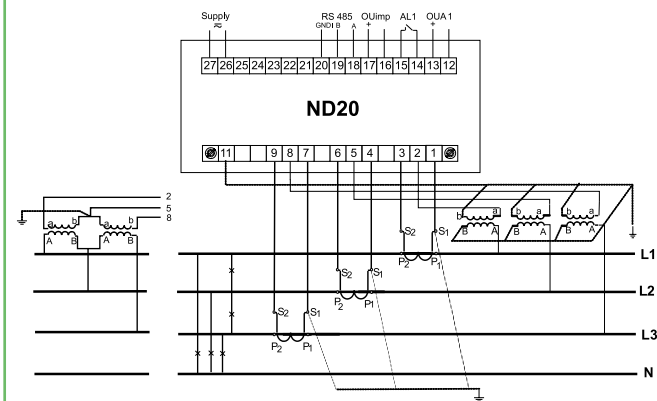 Supply RS 485 OUimp AL1 OUA 1
GNDI B A + +
27 26 25 24 23 22 21 20 19 18 17 16 15 14 13 12
ND20
11 9 8 7 6 5 4 3 2 1
2
5
8
a b a b
A B A B
b a b a b a
B A B A B A
S2 S1
P2 P1
L1
S2 S1
P2 P1
L2
S2 S1
P2 P1
L3
N